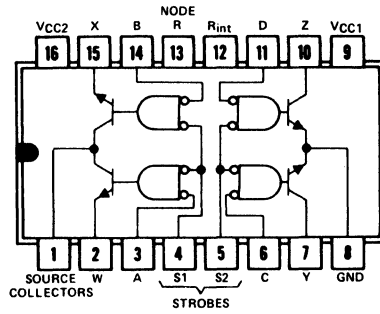 NODE
VCC2 X B R Rint D Z VCC1
16 15 14 13 12 11 10 9
1 2 3 4 5 6 7 8
SOURCE COLLECTORS W A S1 S2 C Y GND
STROBES